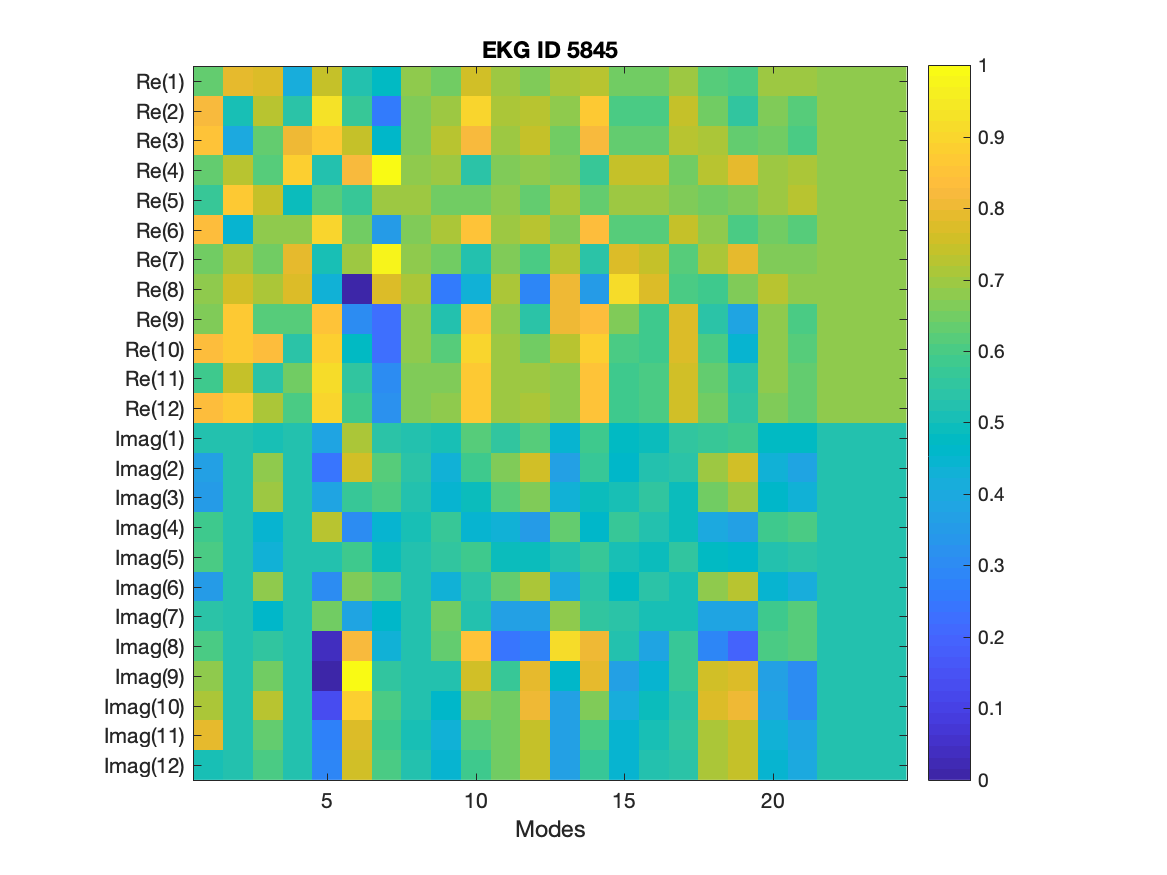 EKG ID 5845
Re(1)
Re(2)
Re(3)
Re(4)
Re(5)
Re(6)
Re(7)
Re(8)
Re(9)
Re(10)
Re(11)
Re(12)
Imag(1)
Imag(2)
Imag(3)
Imag(4)
Imag(5)
Imag(6)
Imag(7)
Imag(8)
Imag(9)
Imag(10)
Imag(11)
Imag(12)
5 10 15 20
Modes
1
0.9
0.8
0.7
0.6
0.5
0.4
0.3
0.2
0.1
0